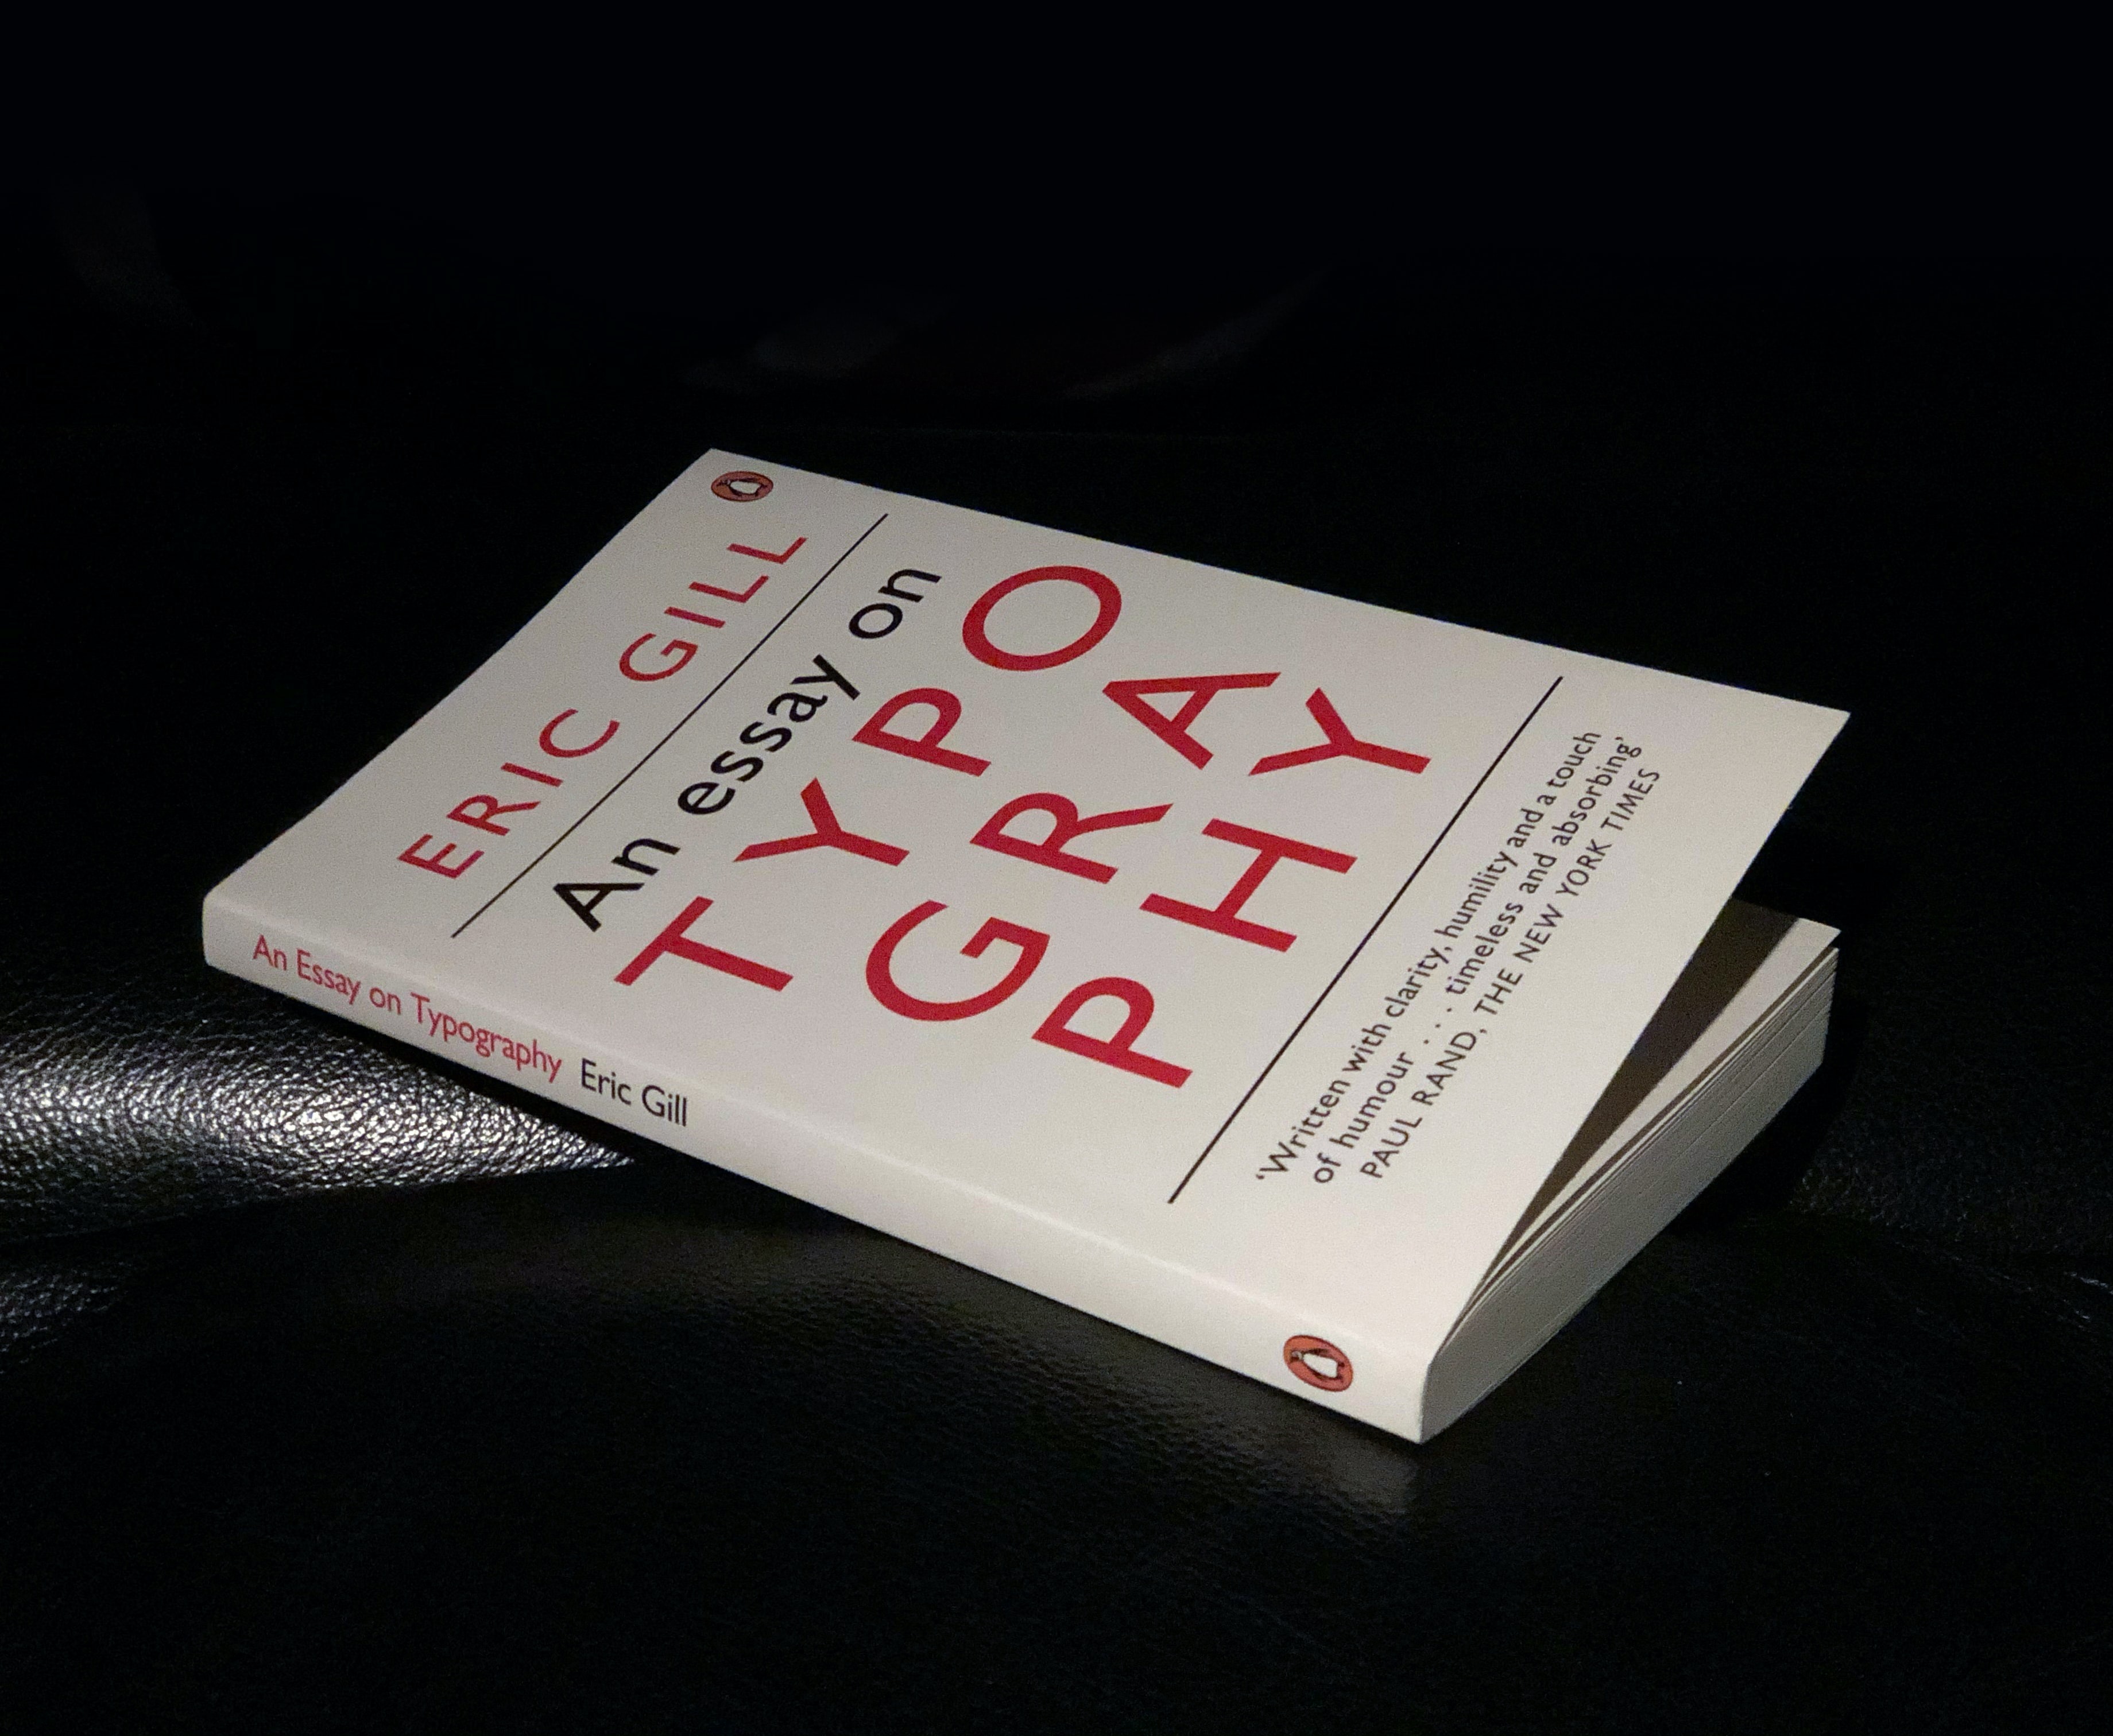 ERIC GILL
An essay on
TYPO
GRA
PHY
‘Written with clarity, humility and a touch
of humour . . . timeless and absorbing’
PAUL RAND, THE NEW YORK TIMES
An Essay on Typography Eric Gill